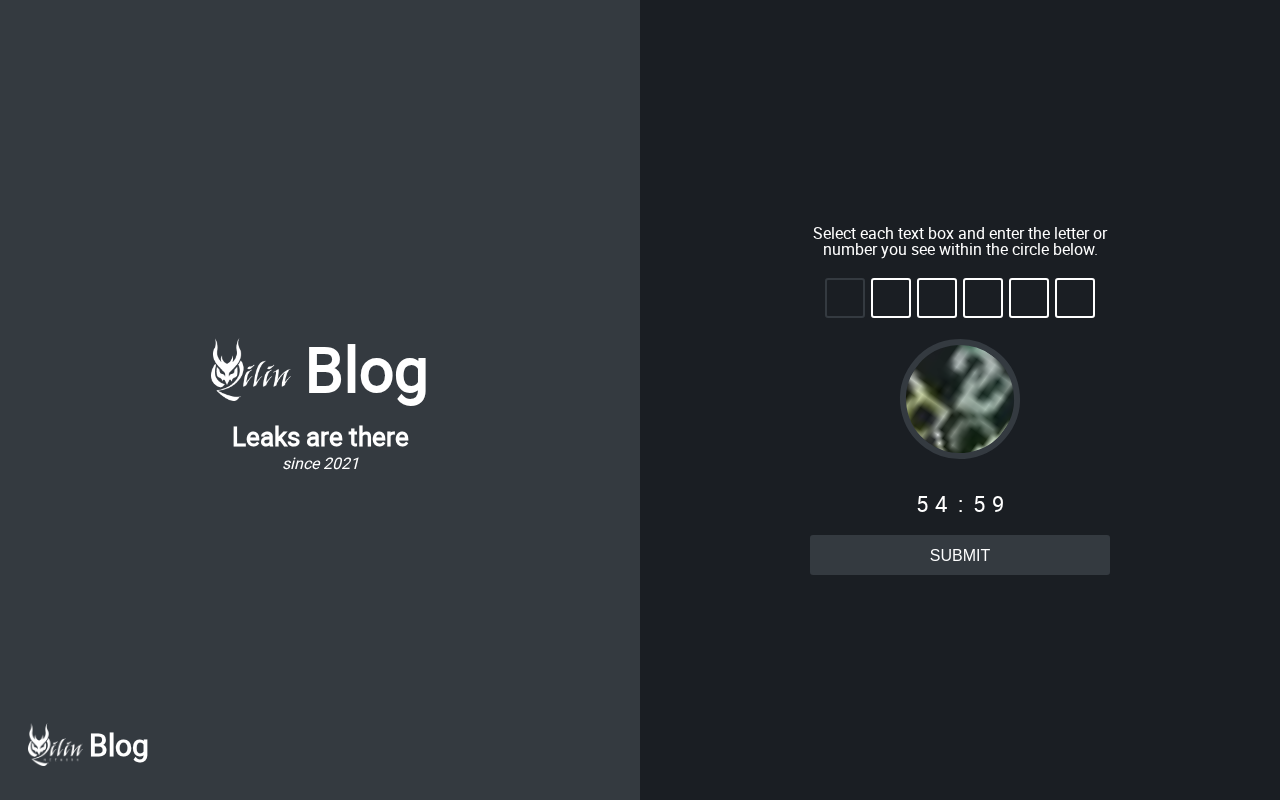 Qilin Blog
Leaks are there
since 2021
Qilin Blog
Select each text box and enter the letter or
number you see within the circle below.
54:59
SUBMIT